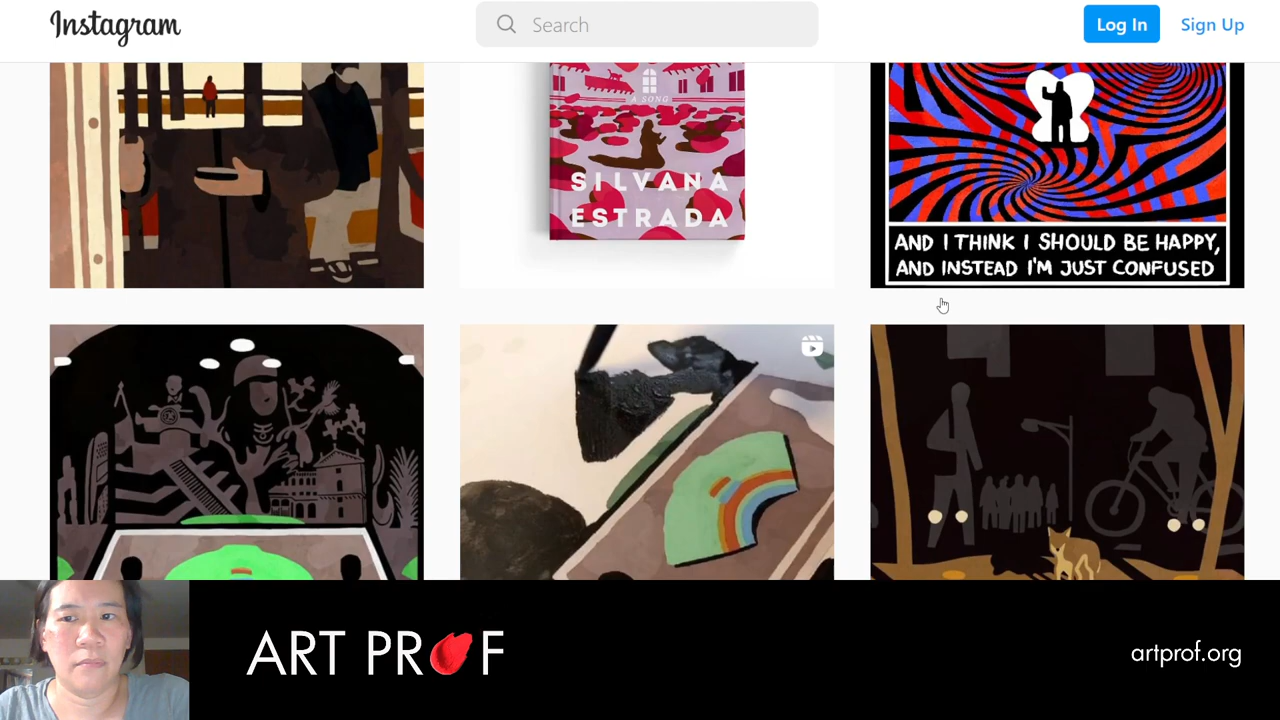 Instagram
Search
Log In
Sign Up
A SONG
SILVANA
ESTRADA
AND I THINK I SHOULD BE HAPPY,
AND INSTEAD I'M JUST CONFUSED
ART PROF
artprof.org